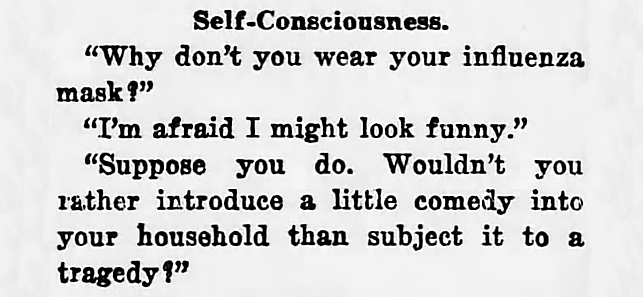 Self-Consciousness.
"Why don't you wear your influenza
mask?"
"I'm afraid I might look funny."
"Suppose you do. Wouldn't you
rather introduce a little comedy into
your household than subject it to a
tragedy?"